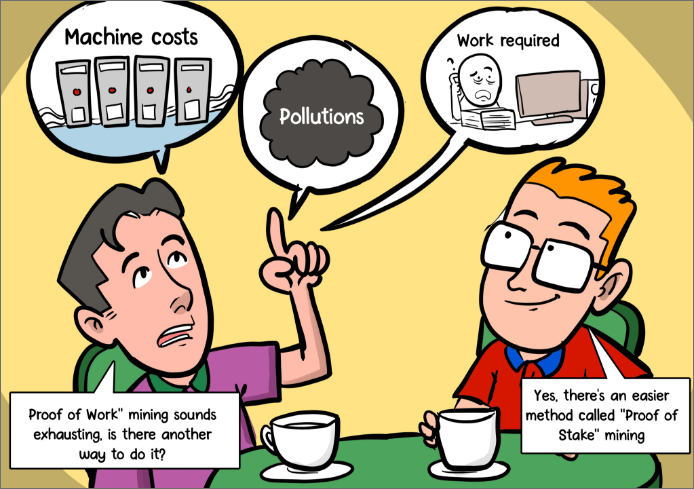 Machine costs
Pollutions
Work required
?
Proof of Work" mining sounds
exhausting, is there another
way to do it?
Yes, there's an easier
method called "Proof of
Stake" mining